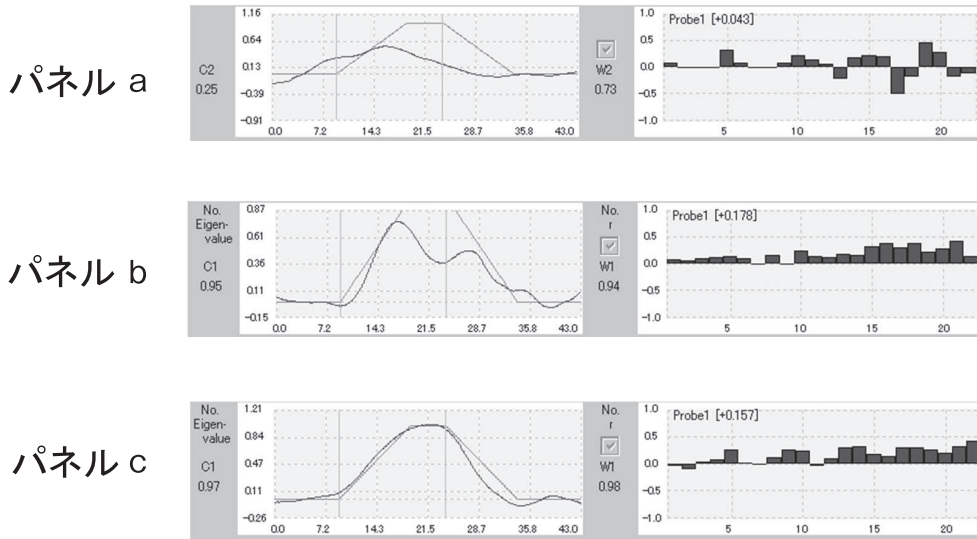 パネル a
C2
0.25
1.16
0.64
0.13
−0.39
−0.91
0.0 7.2 14.3 21.5 28.7 35.8 43.0
W2
0.73
Probe1 [+0.043]
1.0
0.5
0.0
−0.5
−1.0
5 10 15 20
パネル b
No.
Eigen-
value
C1
0.95
0.87
0.61
0.36
0.11
−0.15
0.0 7.2 14.3 21.5 28.7 35.8 43.0
No.
r
W1
0.94
Probe1 [+0.178]
1.0
0.5
0.0
−0.5
−1.0
5 10 15 20
パネル c
No.
Eigen-
value
C1
0.97
1.21
0.84
0.47
0.11
−0.26
0.0 7.2 14.3 21.5 28.7 35.8 43.0
No.
r
W1
0.98
Probe1 [+0.157]
1.0
0.5
0.0
−0.5
−1.0
5 10 15 20